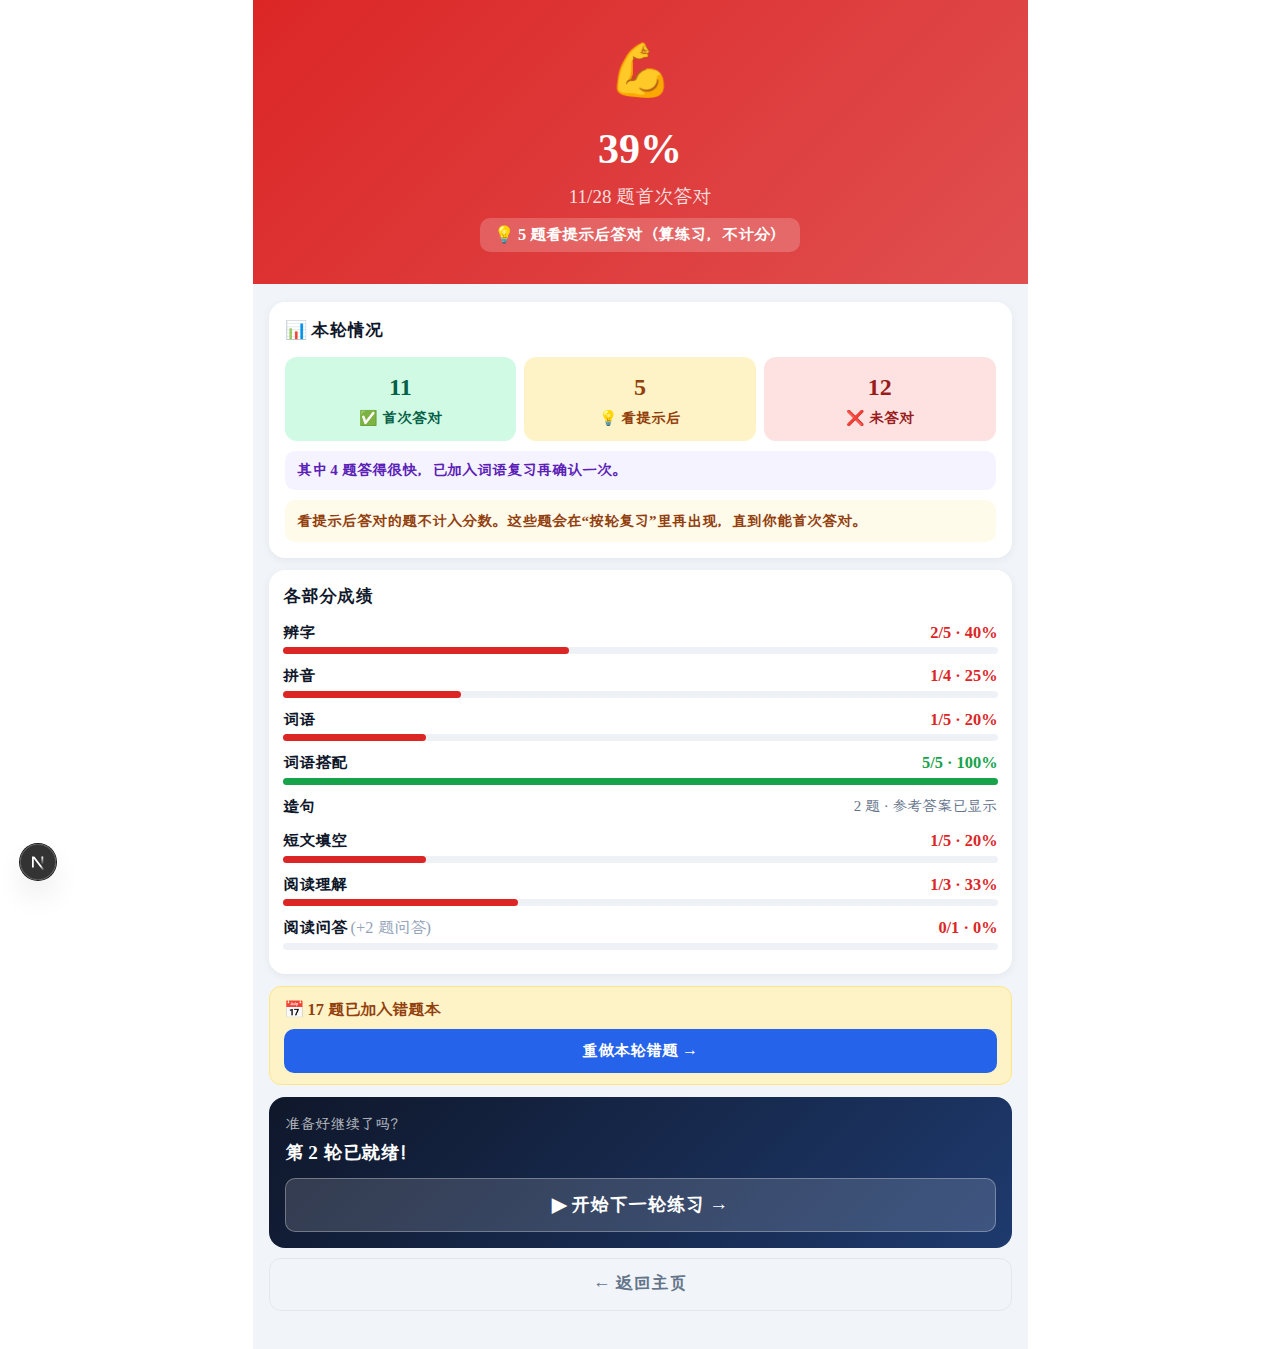 39%
11/28 题首次答对
💡 5 题看提示后答对（算练习，不计分）
📊 本轮情况
11
✅ 首次答对
5
💡 看提示后
12
❌ 未答对
其中 4 题答得很快，已加入词语复习再确认一次。
看提示后答对的题不计入分数。这些题会在“按轮复习”里再出现，直到你能首次答对。
各部分成绩
辨字 2/5 · 40%
拼音 1/4 · 25%
词语 1/5 · 20%
词语搭配 5/5 · 100%
造句 2 题 · 参考答案已显示
短文填空 1/5 · 20%
阅读理解 1/3 · 33%
阅读问答 (+2 题问答) 0/1 · 0%
📅 17 题已加入错题本
重做本轮错题 →
准备好继续了吗？
第 2 轮已就绪！
▶ 开始下一轮练习 →
← 返回主页
N